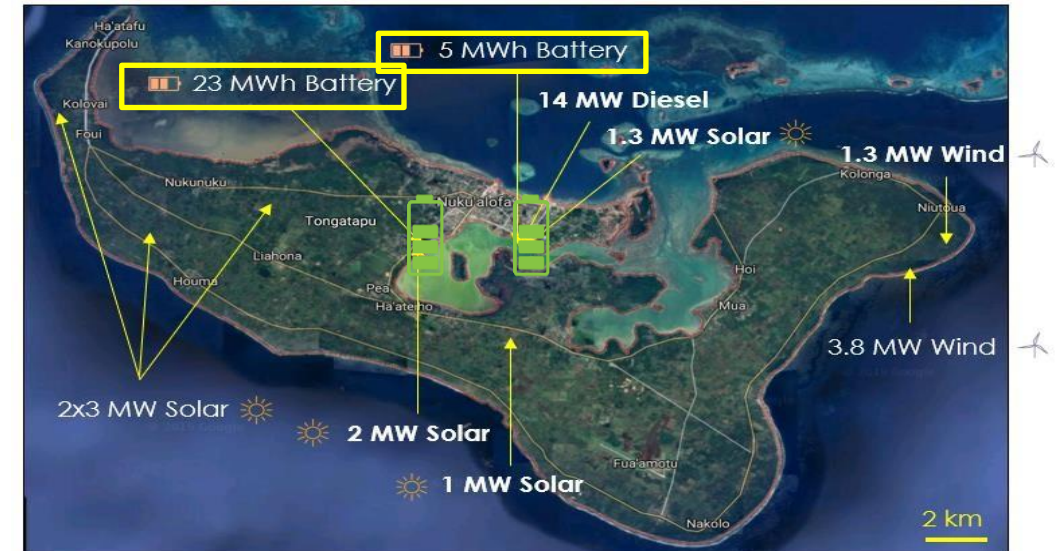 Ha'atafu
Kanokupolu
5 MWh Battery
23 MWh Battery
14 MW Diesel
Kolovai
1.3 MW Solar
Foui
1.3 MW Wind
Kolonga
Nukunuku
Nuku'alofa
Niutoua
Tongatapu
Liahona
Hoi
Houma
Pea
Ha'ateiho
Mua
3.8 MW Wind
2x3 MW Solar
2 MW Solar
Fua'amotu
1 MW Solar
Nakolo
2 km